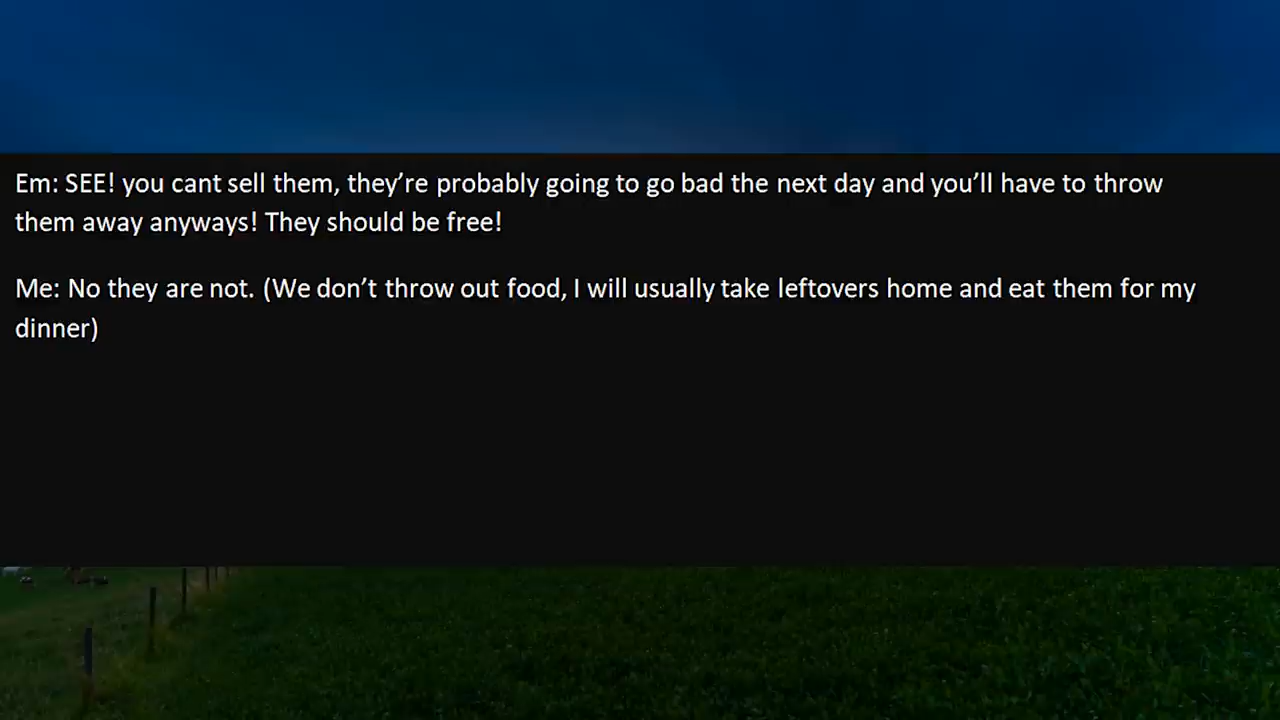 Em: SEE! you cant sell them, they’re probably going to go bad the next day and you’ll have to throw
them away anyways! They should be free!
Me: No they are not. (We don’t throw out food, I will usually take leftovers home and eat them for my
dinner)